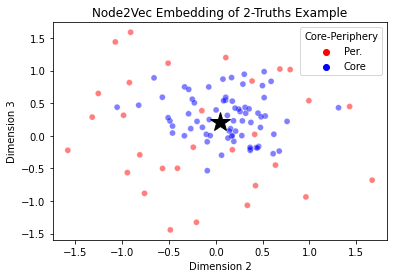 Node2Vec Embedding of 2-Truths Example
Core-Periphery
Per.
Core
1.5
1.0
0.5
0.0
−0.5
−1.0
−1.5
Dimension 3
−1.5 −1.0 −0.5 0.0 0.5 1.0 1.5
Dimension 2